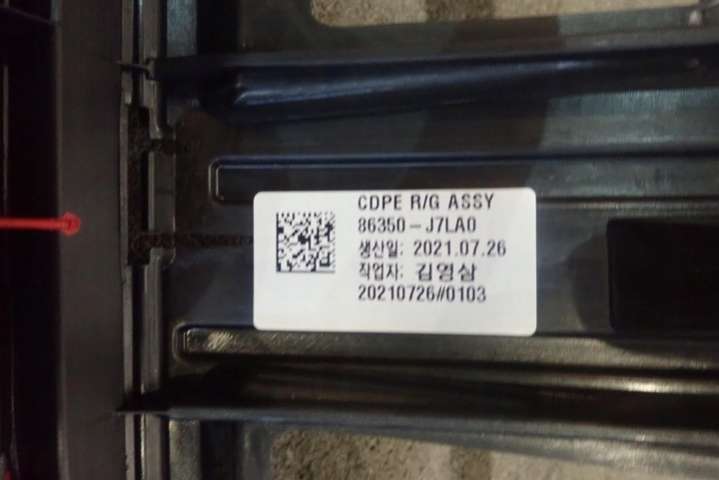 CDPE R/G ASSY
86350-J7LA0
생산일: 2021.07.26
작업자: 김영삼
20210726#0103